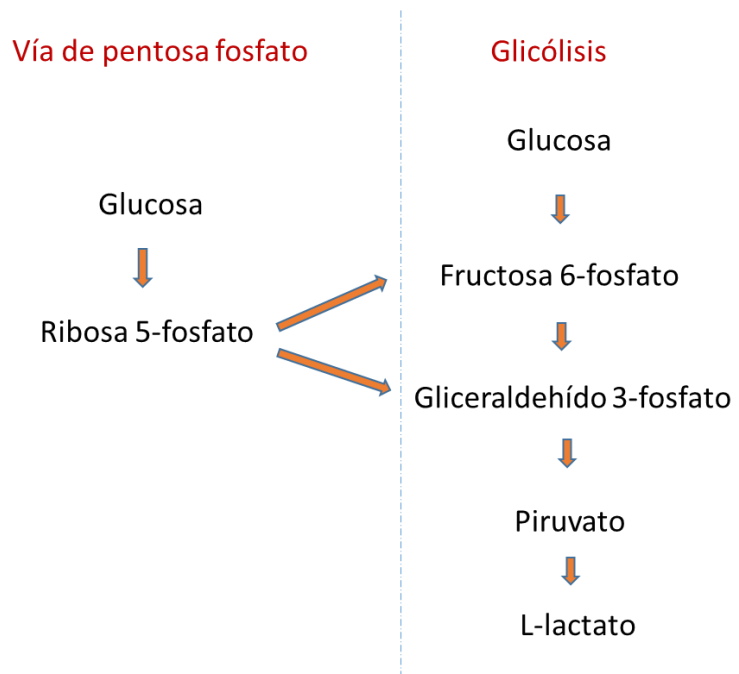 Vía de pentosa fosfato
Glucosa
Ribosa 5-fosfato
Glicólisis
Glucosa
Fructosa 6-fosfato
Gliceraldehído 3-fosfato
Piruvato
L-lactato